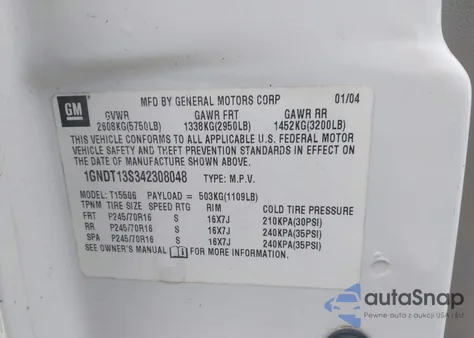 GM
MFD BY GENERAL MOTORS CORP 01/04
GVWR GAWR FRT GAWR RR
2608KG(5750LB) 1338KG(2950LB) 1452KG(3200LB)
THIS VEHICLE CONFORMS TO ALL APPLICABLE U.S. FEDERAL MOTOR
VEHICLE SAFETY AND THEFT PREVENTION STANDARDS IN EFFECT ON
THE DATE OF MANUFACTURE SHOWN ABOVE.
1GNDT13S342308048 TYPE: M.P.V.
MODEL: T15506 PAYLOAD = 503KG(1109LB)
TPNM TIRE SIZE SPEED RTG RIM COLD TIRE PRESSURE
FRT P245/70R16 S 16X7J 210KPA(30PSI)
RR P245/70R16 S 16X7J 240KPA(35PSI)
SPA P245/70R16 S 16X7J 240KPA(35PSI)
SEE OWNER'S MANUAL FOR MORE INFORMATION.
autoSnap
Pewne auta z aukcji USA i EU